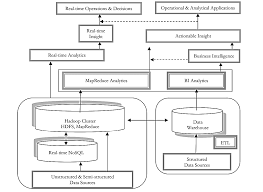 Real-time Operations & Decisions
Operational & Analytical Applications
Real-time
Insight
Actionable Insight
Real-time Analytics
Business Intelligence
MapReduce Analytics
BI Analytics
Hadoop Cluster
HDFS, MapReduce
Data
Warehouse
Real-time NoSQL
ETL
Unstructured & Semi-structured
Data Sources
Structured
Data Sources